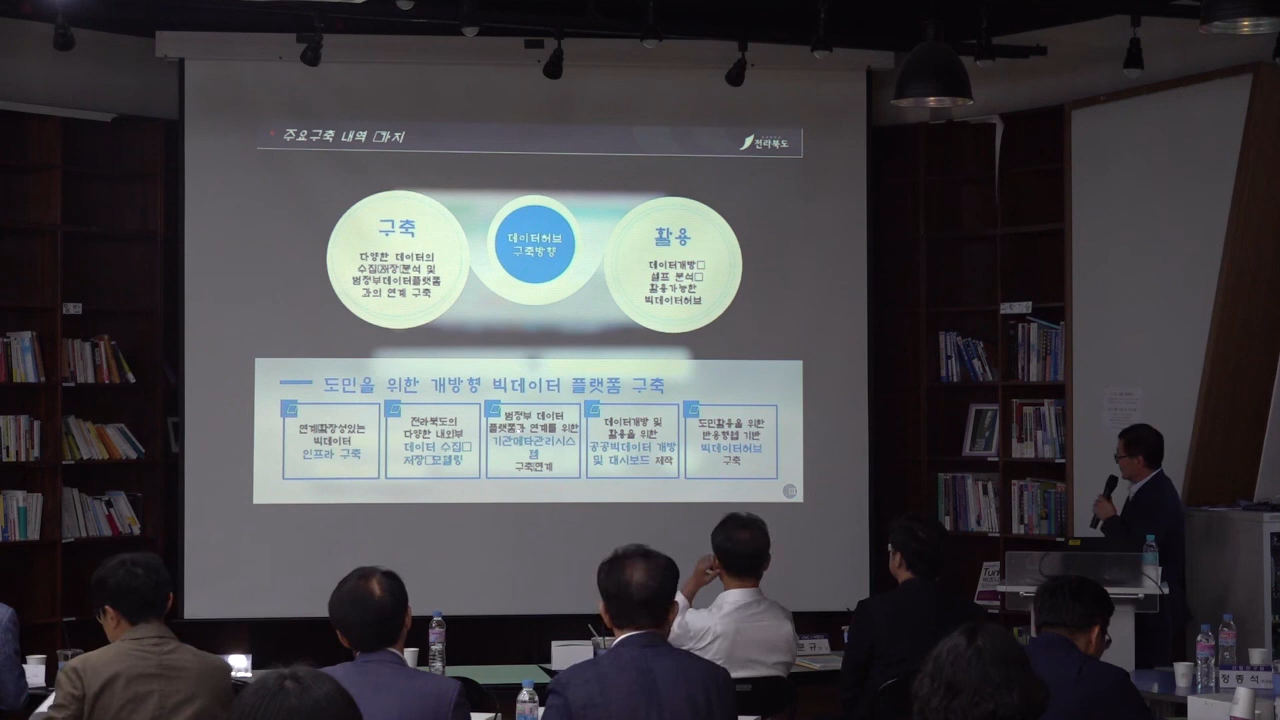 주요구축 내역 □가지
전라북도
구축
다양한 데이터의
수집□저장□분석 및
범정부데이터플랫폼
과의 연계 구축
데이터허브
구축방향
활용
데이터개방□
셀프 분석□
활용가능한
빅데이터허브
도민을 위한 개방형 빅데이터 플랫폼 구축
연계□확장성있는
빅데이터
인프라 구축
전라북도의
다양한 내외부
데이터 수집□
저장□모델링
범정부 데이터
플랫폼과 연계를 위한
기관메타관리시스
템
구축□연계
데이터개방 및
활용을 위한
공공빅데이터 개방
및 대시보드 제작
도민활용을 위한
반응형웹 기반
빅데이터허브
구축
정종석